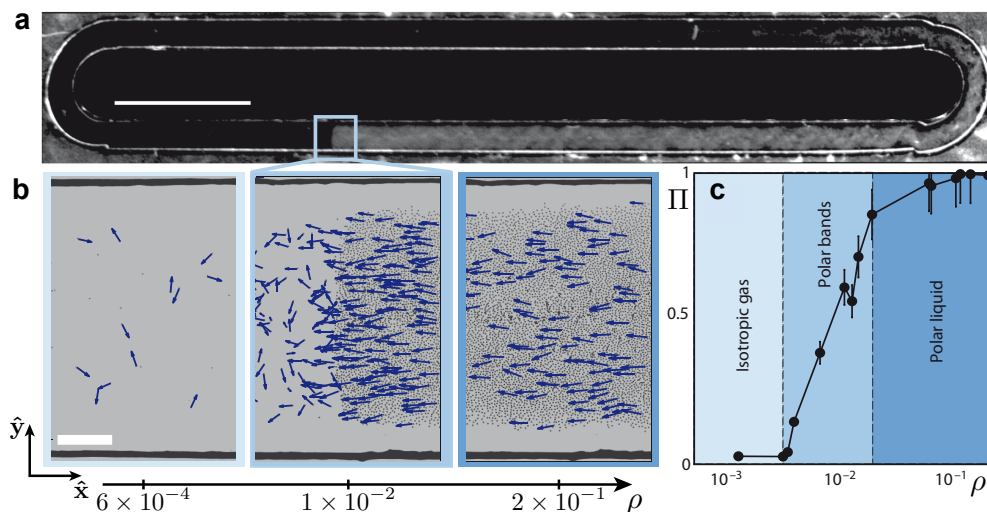 a
b
ŷ
x̂
6 × 10⁻⁴
1 × 10⁻²
2 × 10⁻¹
ρ
c
Π
1
0.5
0
Isotropic gas
Polar bands
Polar liquid
10⁻³
10⁻²
10⁻¹
ρ